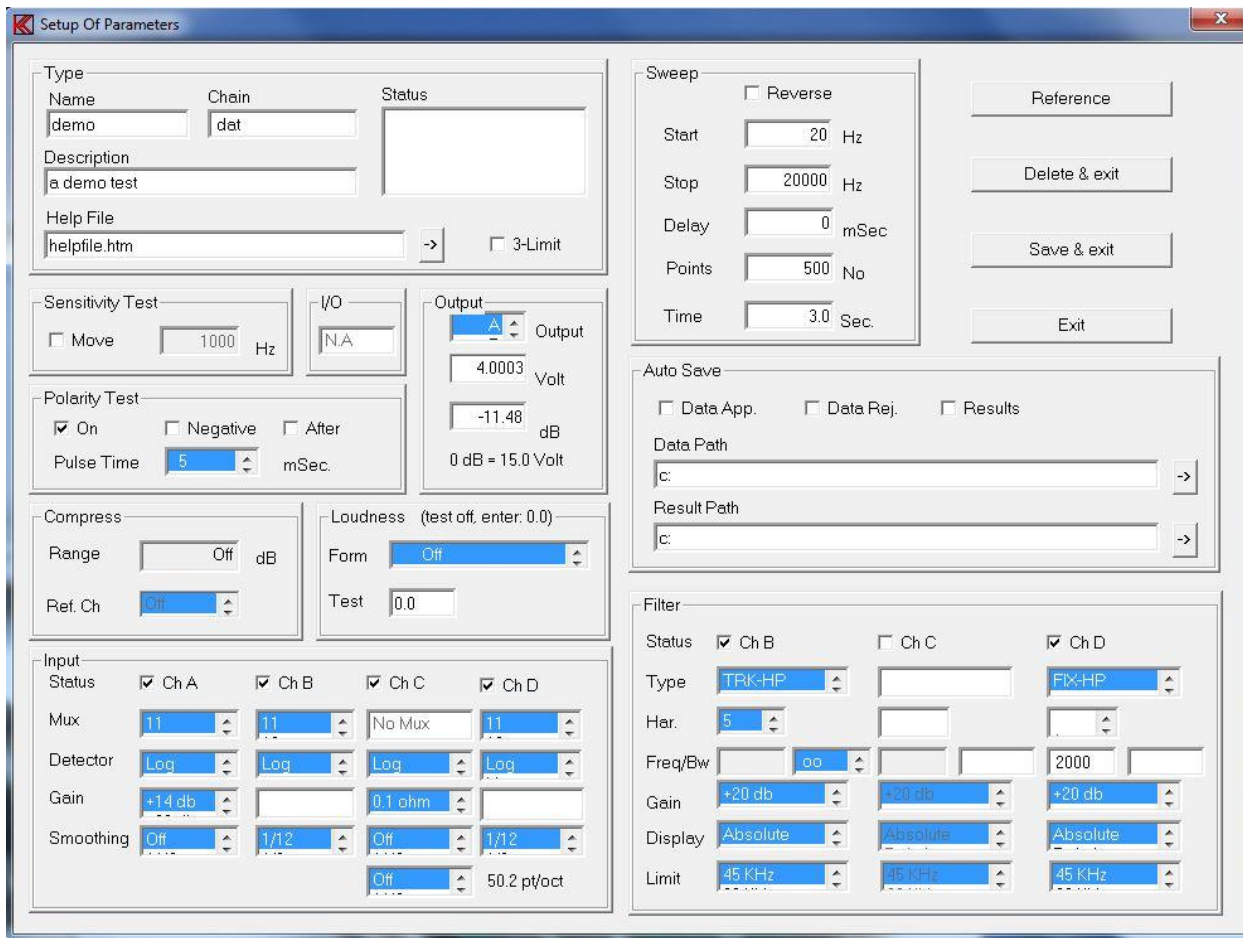 Setup Of Parameters
Type
Name Chain Status
demo dat
Description
a demo test
Help File
helpfile.htm -> 3-Limit
Sensitivity Test
Move 1000 Hz
I/O
N.A
Output
A Output
4.0003 Volt
-11.48 dB
0 dB = 15.0 Volt
Polarity Test
On Negative After
Pulse Time 5 mSec.
Compress
Range Off dB
Ref. Ch Off
Loudness (test off, enter: 0.0)
Form Off
Test 0.0
Input
Status Ch A Ch B Ch C Ch D
Mux 11 11 No Mux 11
Detector Log Log Log Log
Gain +14 db 0.1 ohm
Smoothing Off 1/12 Off 1/12
Off 50.2 pt/oct
Sweep
Reverse
Start 20 Hz
Stop 20000 Hz
Delay 0 mSec
Points 500 No
Time 3.0 Sec.
Reference
Delete & exit
Save & exit
Exit
Auto Save
Data App. Data Rej. Results
Data Path
c: ->
Result Path
c: ->
Filter
Status Ch B Ch C Ch D
Type TRK-HP FIX-HP
Har. 5
Freq/Bw oo 2000
Gain +20 db +20 db +20 db
Display Absolute Absolute Absolute
Limit 45 KHz 45 KHz 45 KHz